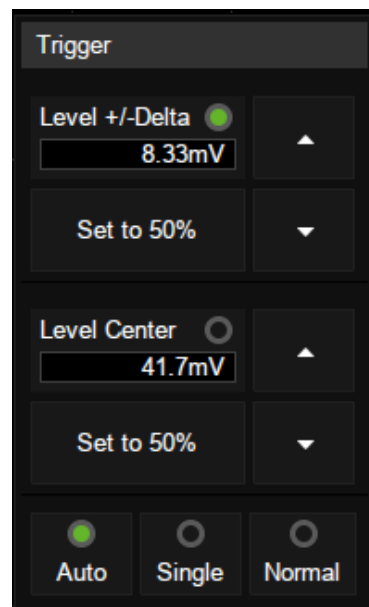 Trigger
Level +/-Delta
8.33mV
Set to 50%
Level Center
41.7mV
Set to 50%
Auto Single Normal